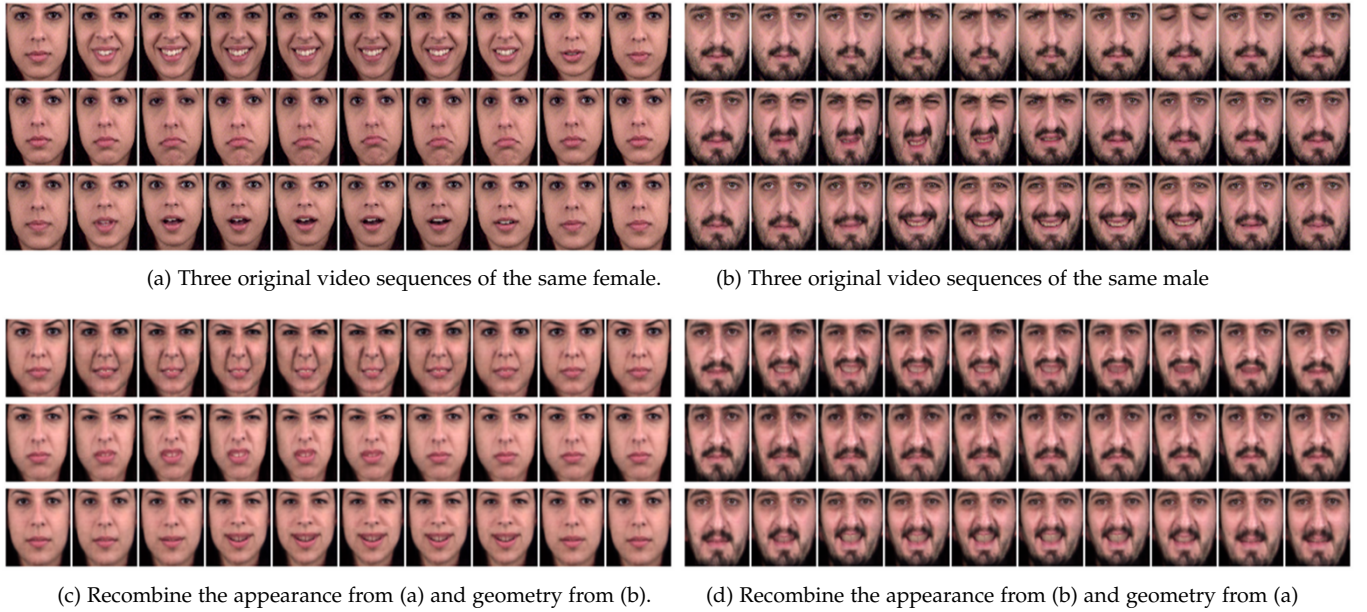 (a) Three original video sequences of the same female.
(b) Three original video sequences of the same male
(c) Recombine the appearance from (a) and geometry from (b).
(d) Recombine the appearance from (b) and geometry from (a)